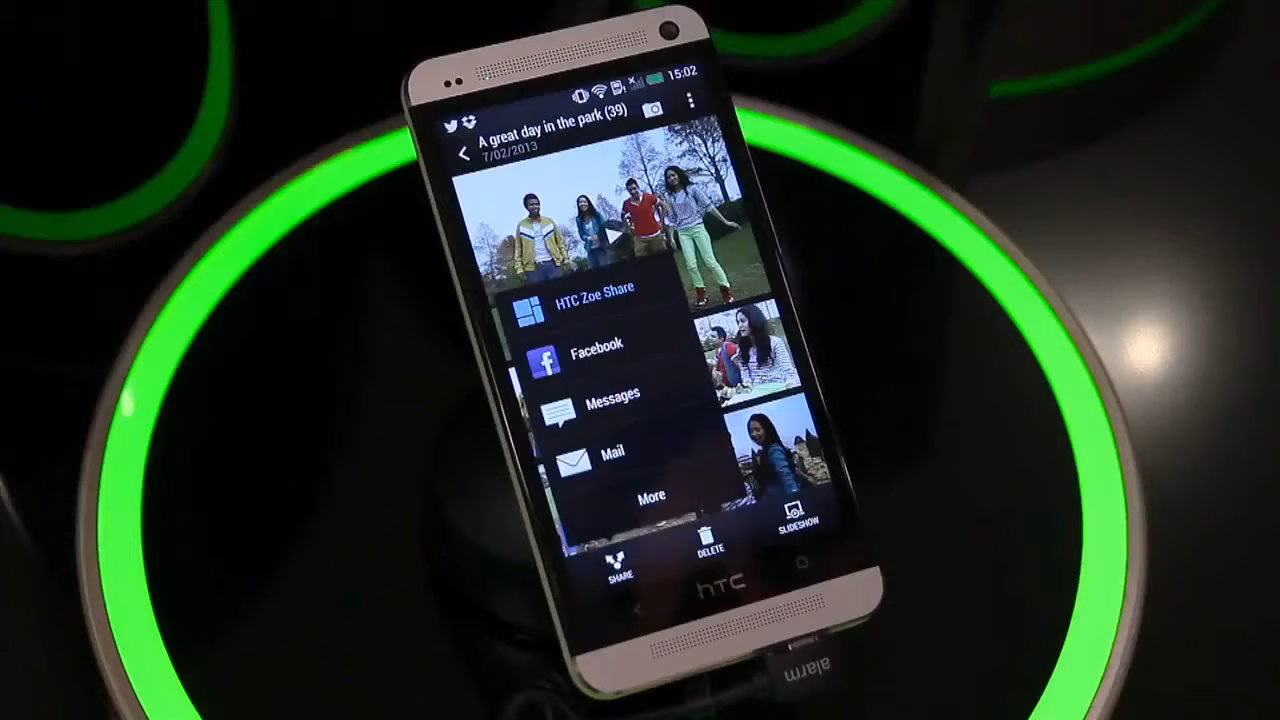 15:02
A great day in the park (39)
7/02/2013
HTC Zoe Share
Facebook
Messages
Mail
More
SHARE
DELETE
SLIDESHOW
hTC
alarm